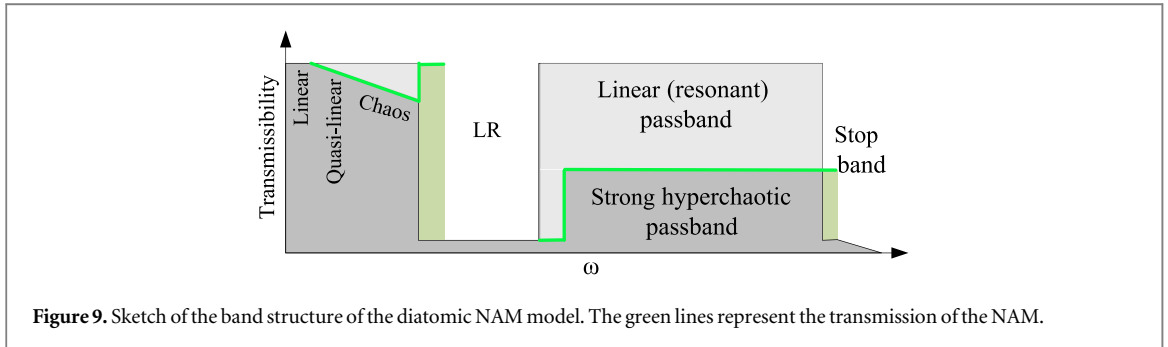 Transmissibility
Linear
Quasi-linear
Chaos
LR
Linear (resonant)
passband
Strong hyperchaotic
passband
Stop
band
ω
Figure 9. Sketch of the band structure of the diatomic NAM model. The green lines represent the transmission of the NAM.